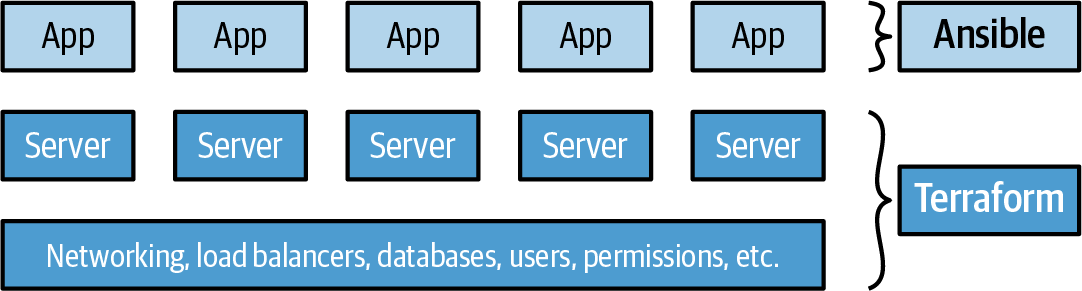 App App App App App Ansible
Server Server Server Server Server
Terraform
Networking, load balancers, databases, users, permissions, etc.